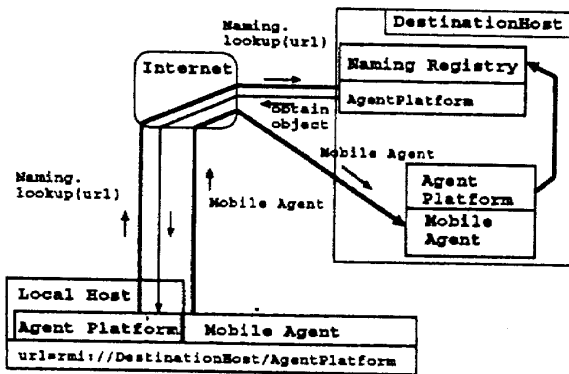 Naming.
lookup(url)
DestinationHost
Internet
Naming Registry
AgentPlatform
obtain
object
Mobile Agent
Naming.
lookup(url)
Mobile Agent
Agent
Platform
Mobile
Agent
Local Host
Agent Platform
Mobile Agent
url=rmi://DestinationHost/AgentPlatform